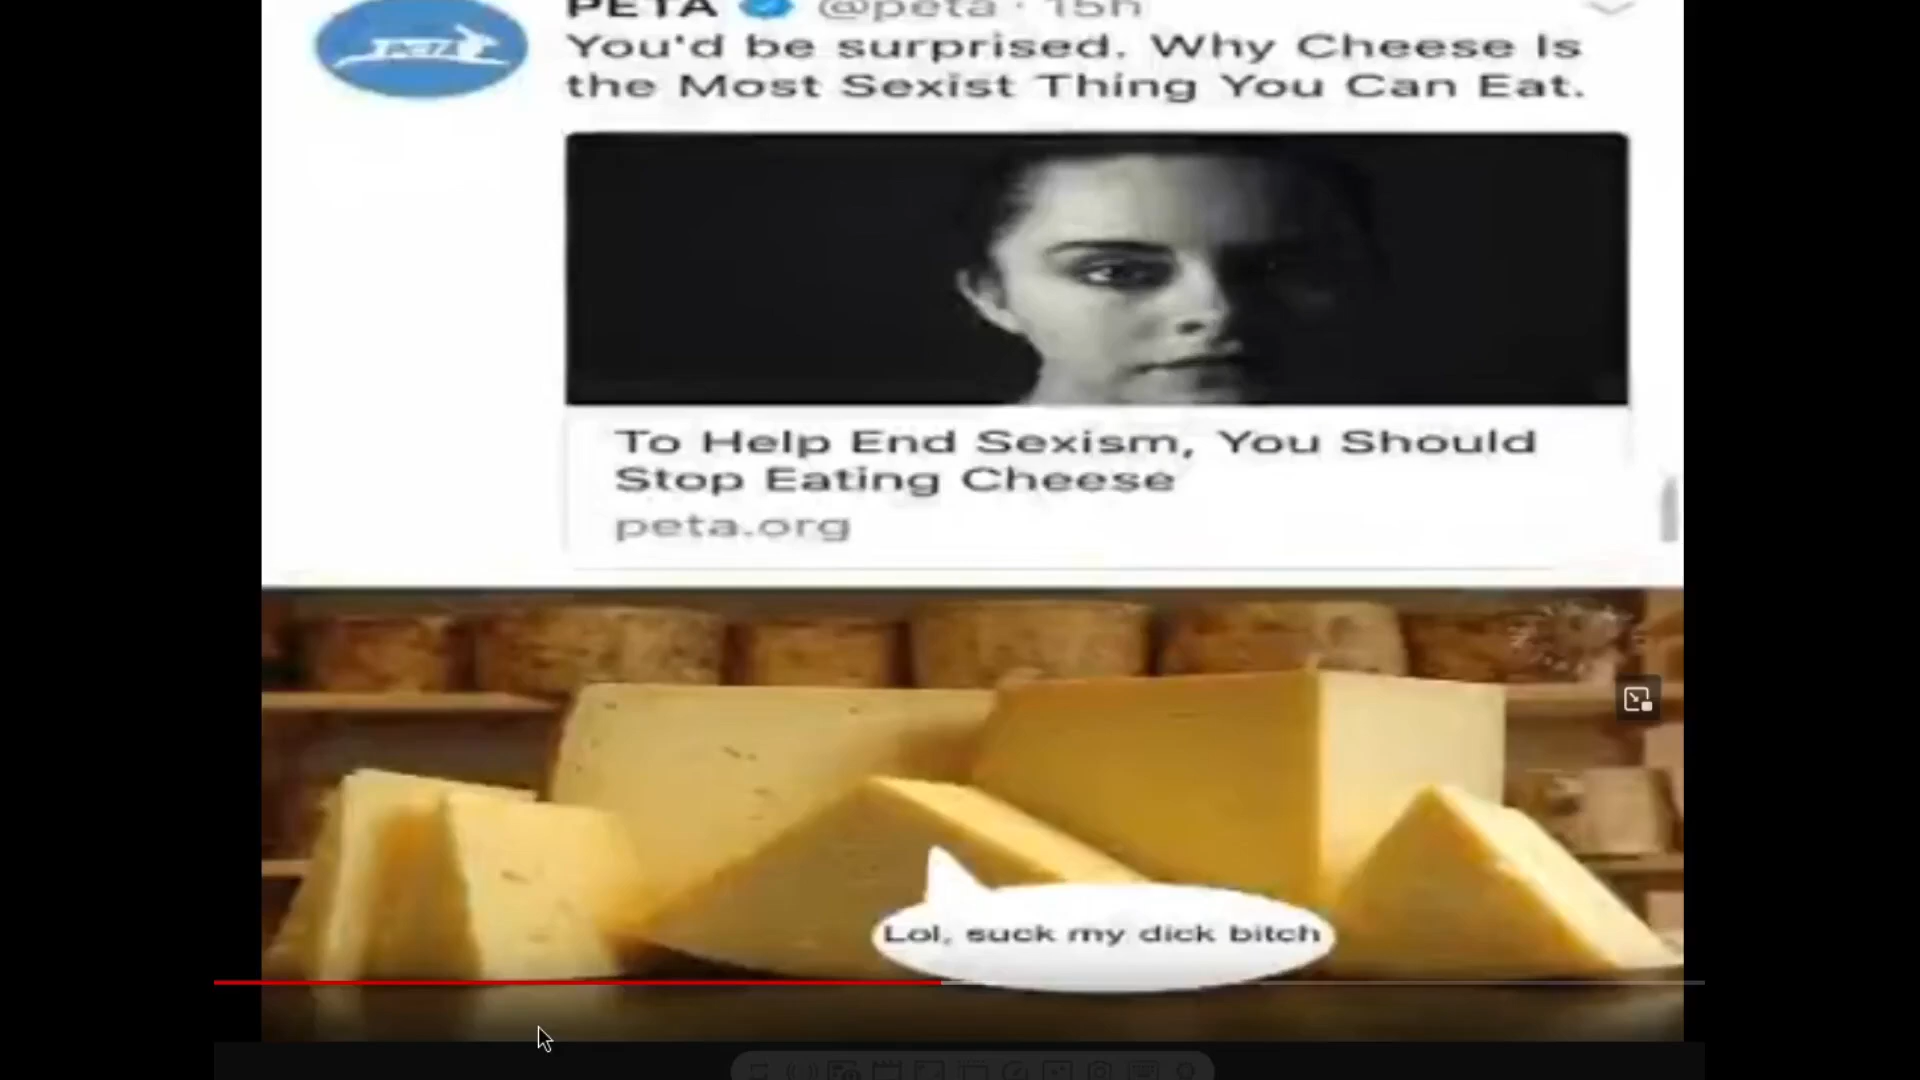 PETA @peta · 15h
You'd be surprised. Why Cheese Is
the Most Sexist Thing You Can Eat.
To Help End Sexism, You Should
Stop Eating Cheese
peta.org
Lol, suck my dick bitch